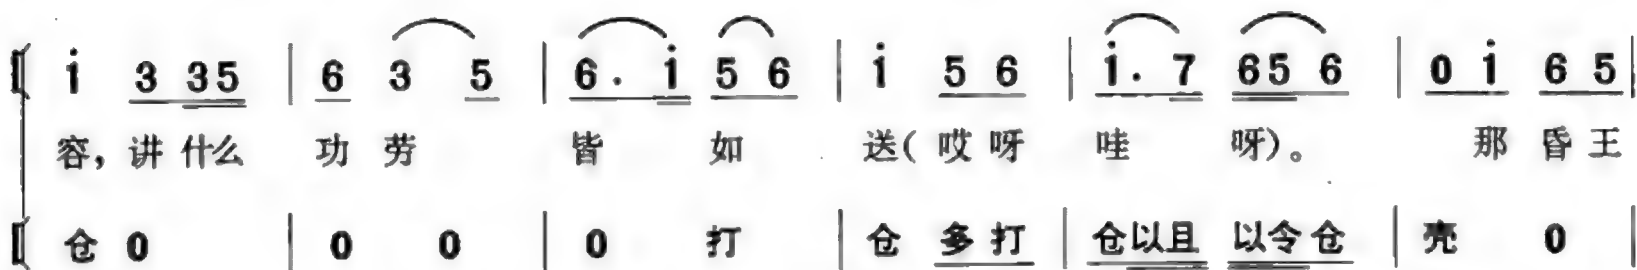 i 3 35 | 6 3 5 | 6. i 5 6 | i 5 6 | i. 7 65 6 | 0 i 6 5 |
容，讲什么 功劳 皆 如 送（哎呀 哇 呀）。 那昏王
仓 0 | 0 0 | 0 打 | 仓 多打 | 仓以且 以令仓 | 壳 0 |